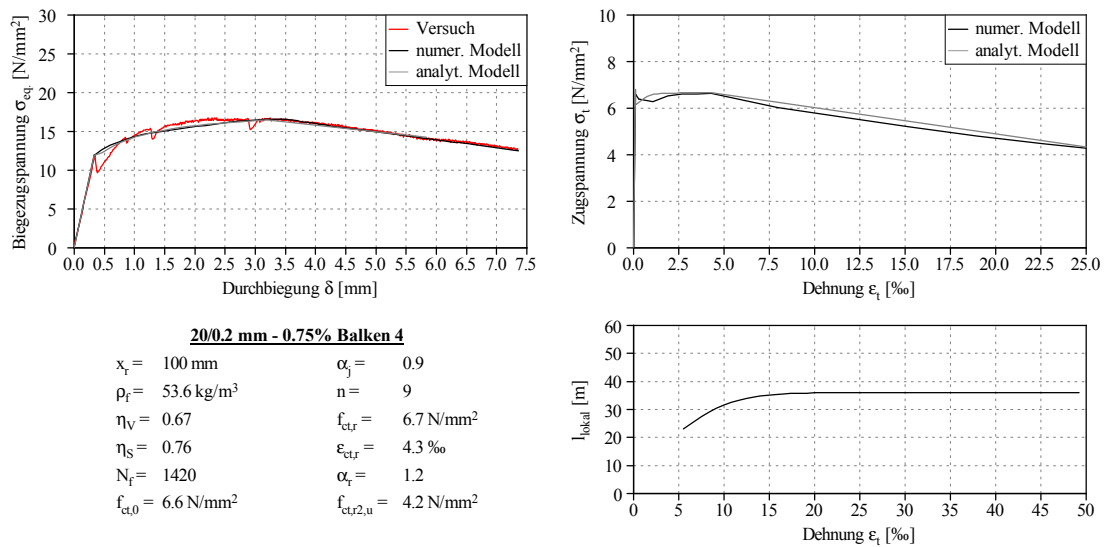 Biegezugspannung σeq. [N/mm²]
30
25
20
15
10
5
0
0.0 0.5 1.0 1.5 2.0 2.5 3.0 3.5 4.0 4.5 5.0 5.5 6.0 6.5 7.0 7.5
Durchbiegung δ [mm]
Versuch
numer. Modell
analyt. Modell
Zugspannung σt [N/mm²]
10
8
6
4
2
0
0.0 2.5 5.0 7.5 10.0 12.5 15.0 17.5 20.0 22.5 25.0
Dehnung εt [‰]
numer. Modell
analyt. Modell
20/0.2 mm - 0.75% Balken 4
xr = 100 mm αj = 0.9
ρf = 53.6 kg/m³ n = 9
ηV = 0.67 fct,r = 6.7 N/mm²
ηS = 0.76 εct,r = 4.3 ‰
Nf = 1420 αr = 1.2
fct,0 = 6.6 N/mm² fct,r2,u = 4.2 N/mm²
llokal [m]
60
50
40
30
20
10
0
0 5 10 15 20 25 30 35 40 45 50
Dehnung εt [‰]